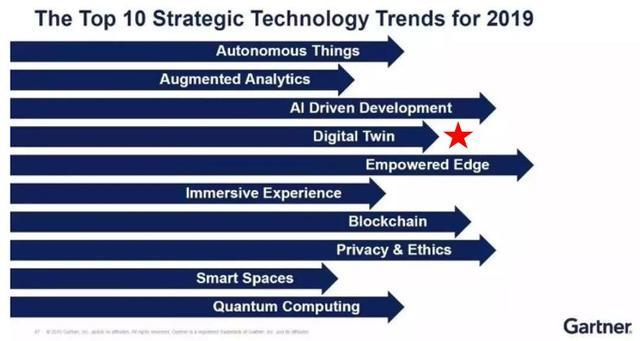 The Top 10 Strategic Technology Trends for 2019
Autonomous Things
Augmented Analytics
AI Driven Development
Digital Twin
Empowered Edge
Immersive Experience
Blockchain
Privacy & Ethics
Smart Spaces
Quantum Computing
Gartner